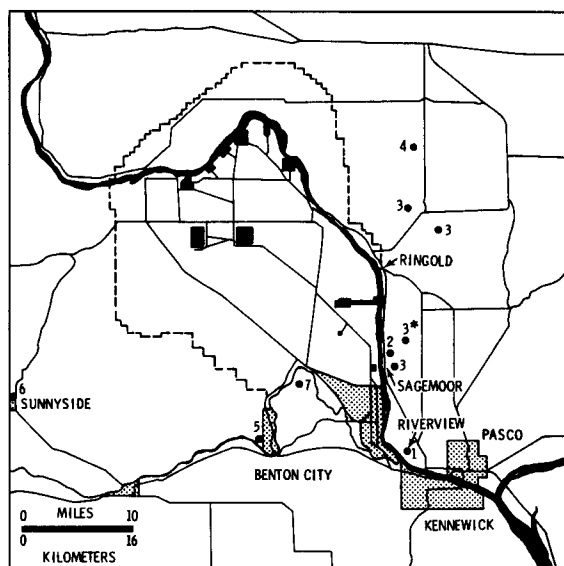 4
3
3
RINGOLD
3*
2
3
SAGEMOOR
6
SUNNYSIDE
7
RIVERVIEW
5
1
PASCO
BENTON CITY
KENNEWICK
0 MILES 10
0 16
KILOMETERS